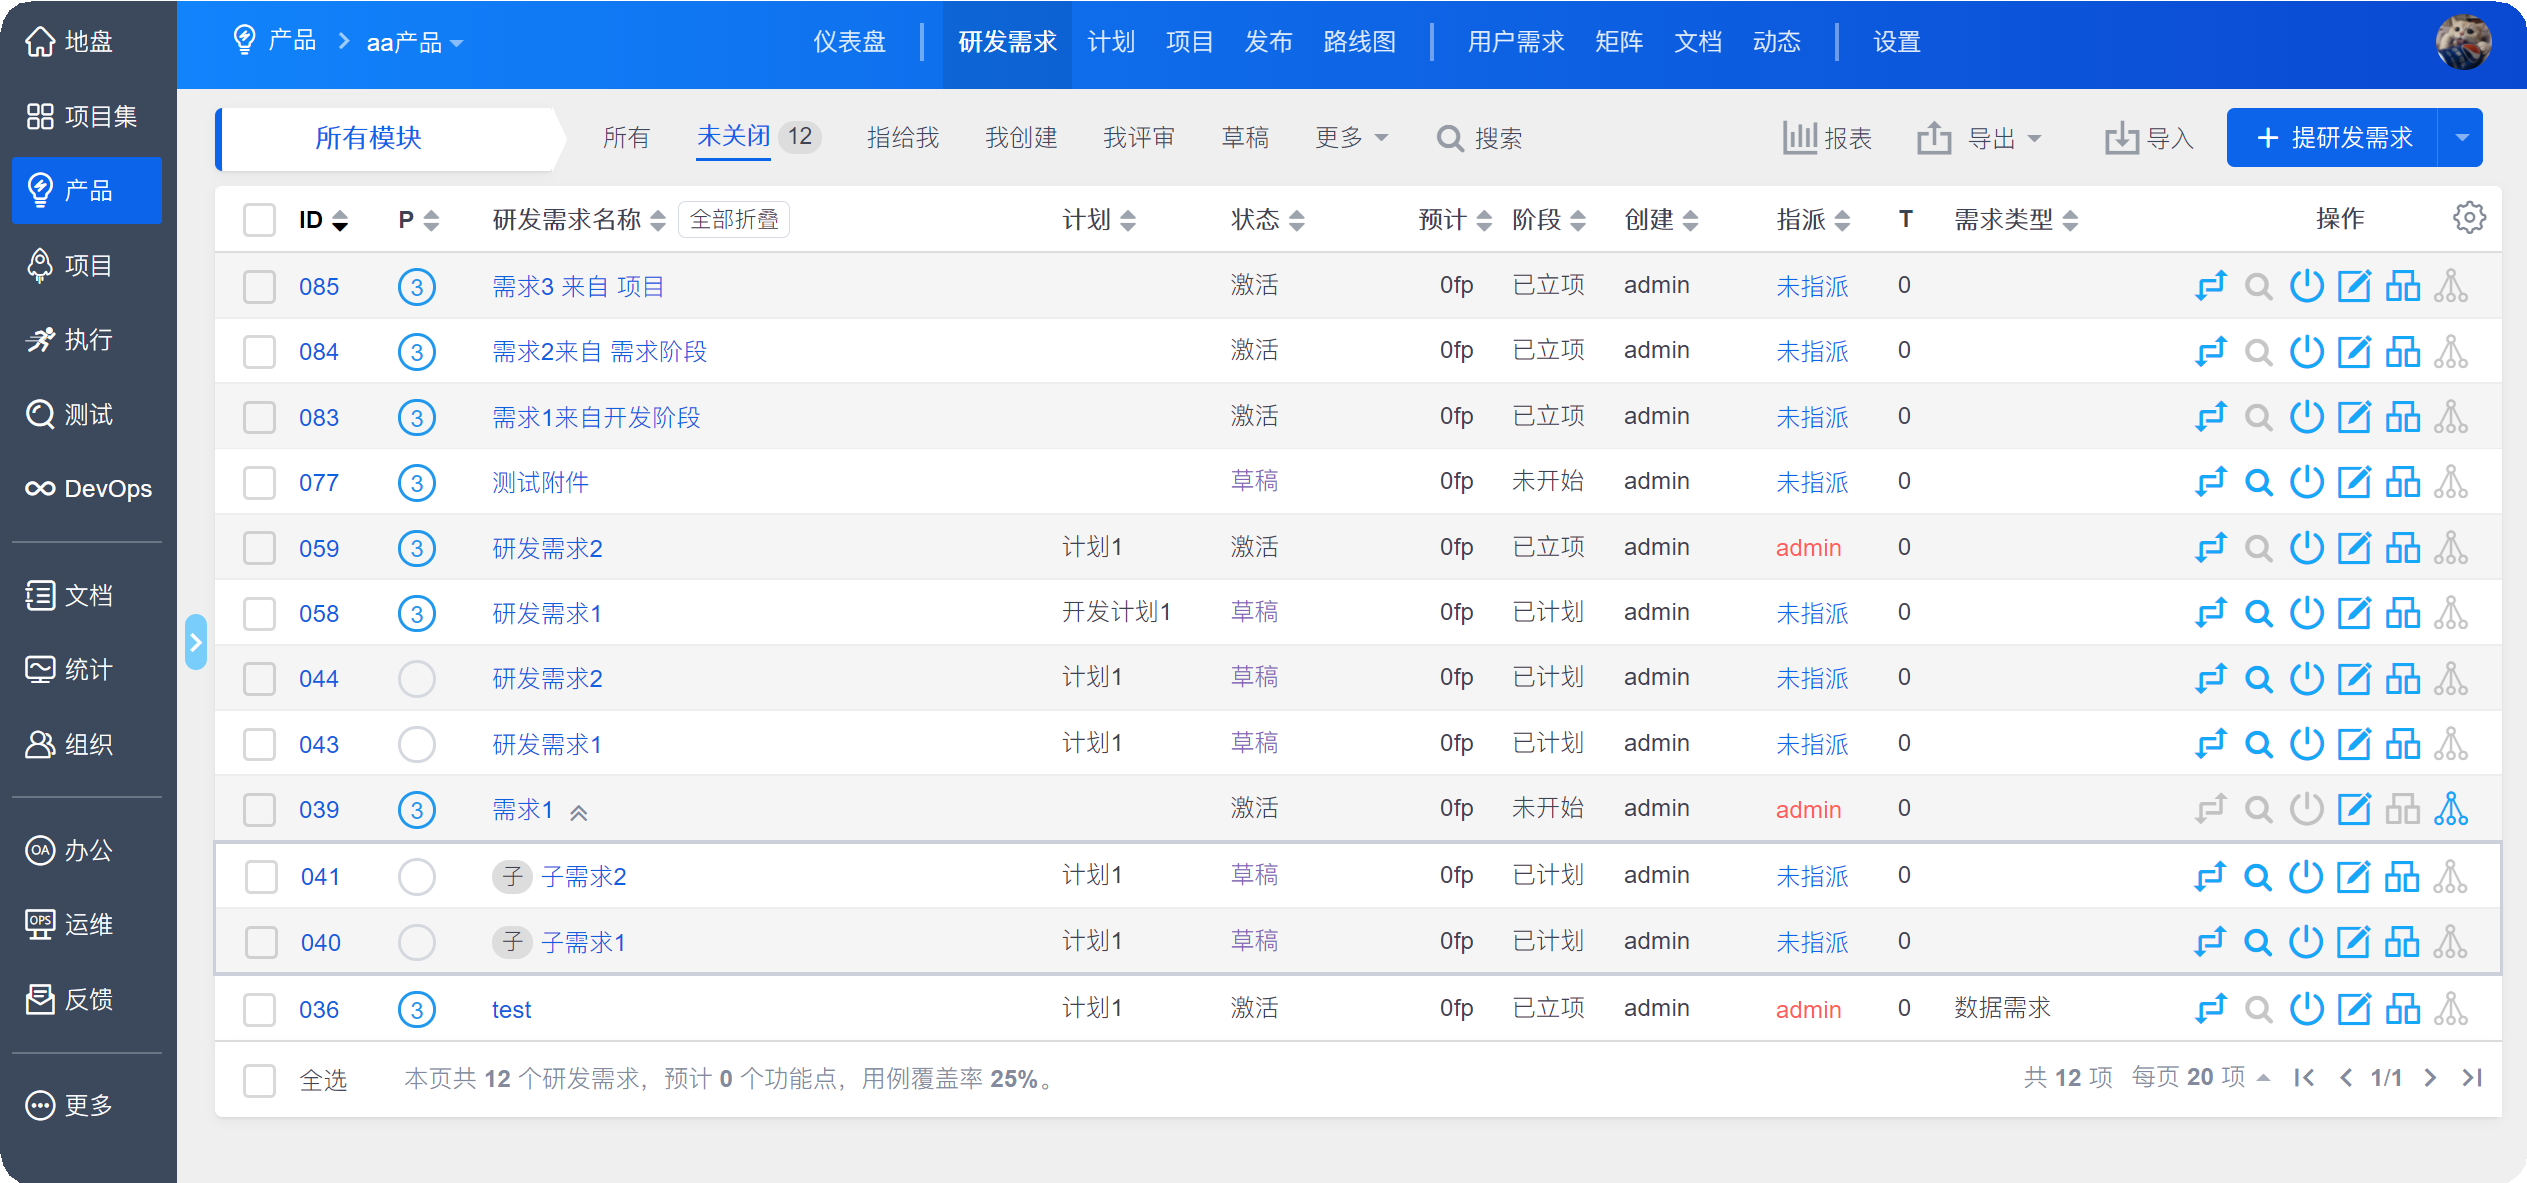 地盘
项目集
产品
项目
执行
测试
DevOps
文档
统计
组织
OA 办公
OPS 运维
反馈
更多
产品 aa产品
仪表盘 研发需求 计划 项目 发布 路线图 用户需求 矩阵 文档 动态 设置
所有模块 所有 未关闭 12 指给我 我创建 我评审 草稿 更多 搜索 报表 导出 导入 + 提研发需求
ID P 研发需求名称 全部折叠 计划 状态 预计 阶段 创建 指派 T 需求类型 操作
085 3 需求3 来自 项目 激活 0fp 已立项 admin 未指派 0
084 3 需求2来自 需求阶段 激活 0fp 已立项 admin 未指派 0
083 3 需求1来自开发阶段 激活 0fp 已立项 admin 未指派 0
077 3 测试附件 草稿 0fp 未开始 admin 未指派 0
059 3 研发需求2 计划1 激活 0fp 已立项 admin admin 0
058 3 研发需求1 开发计划1 草稿 0fp 已计划 admin 未指派 0
044 研发需求2 计划1 草稿 0fp 已计划 admin 未指派 0
043 研发需求1 计划1 草稿 0fp 已计划 admin 未指派 0
039 3 需求1 激活 0fp 未开始 admin admin 0
041 子 子需求2 计划1 草稿 0fp 已计划 admin 未指派 0
040 子 子需求1 计划1 草稿 0fp 已计划 admin 未指派 0
036 3 test 计划1 激活 0fp 已立项 admin admin 0 数据需求
全选 本页共 12 个研发需求，预计 0 个功能点，用例覆盖率 25%。 共 12 项 每页 20 项 1/1